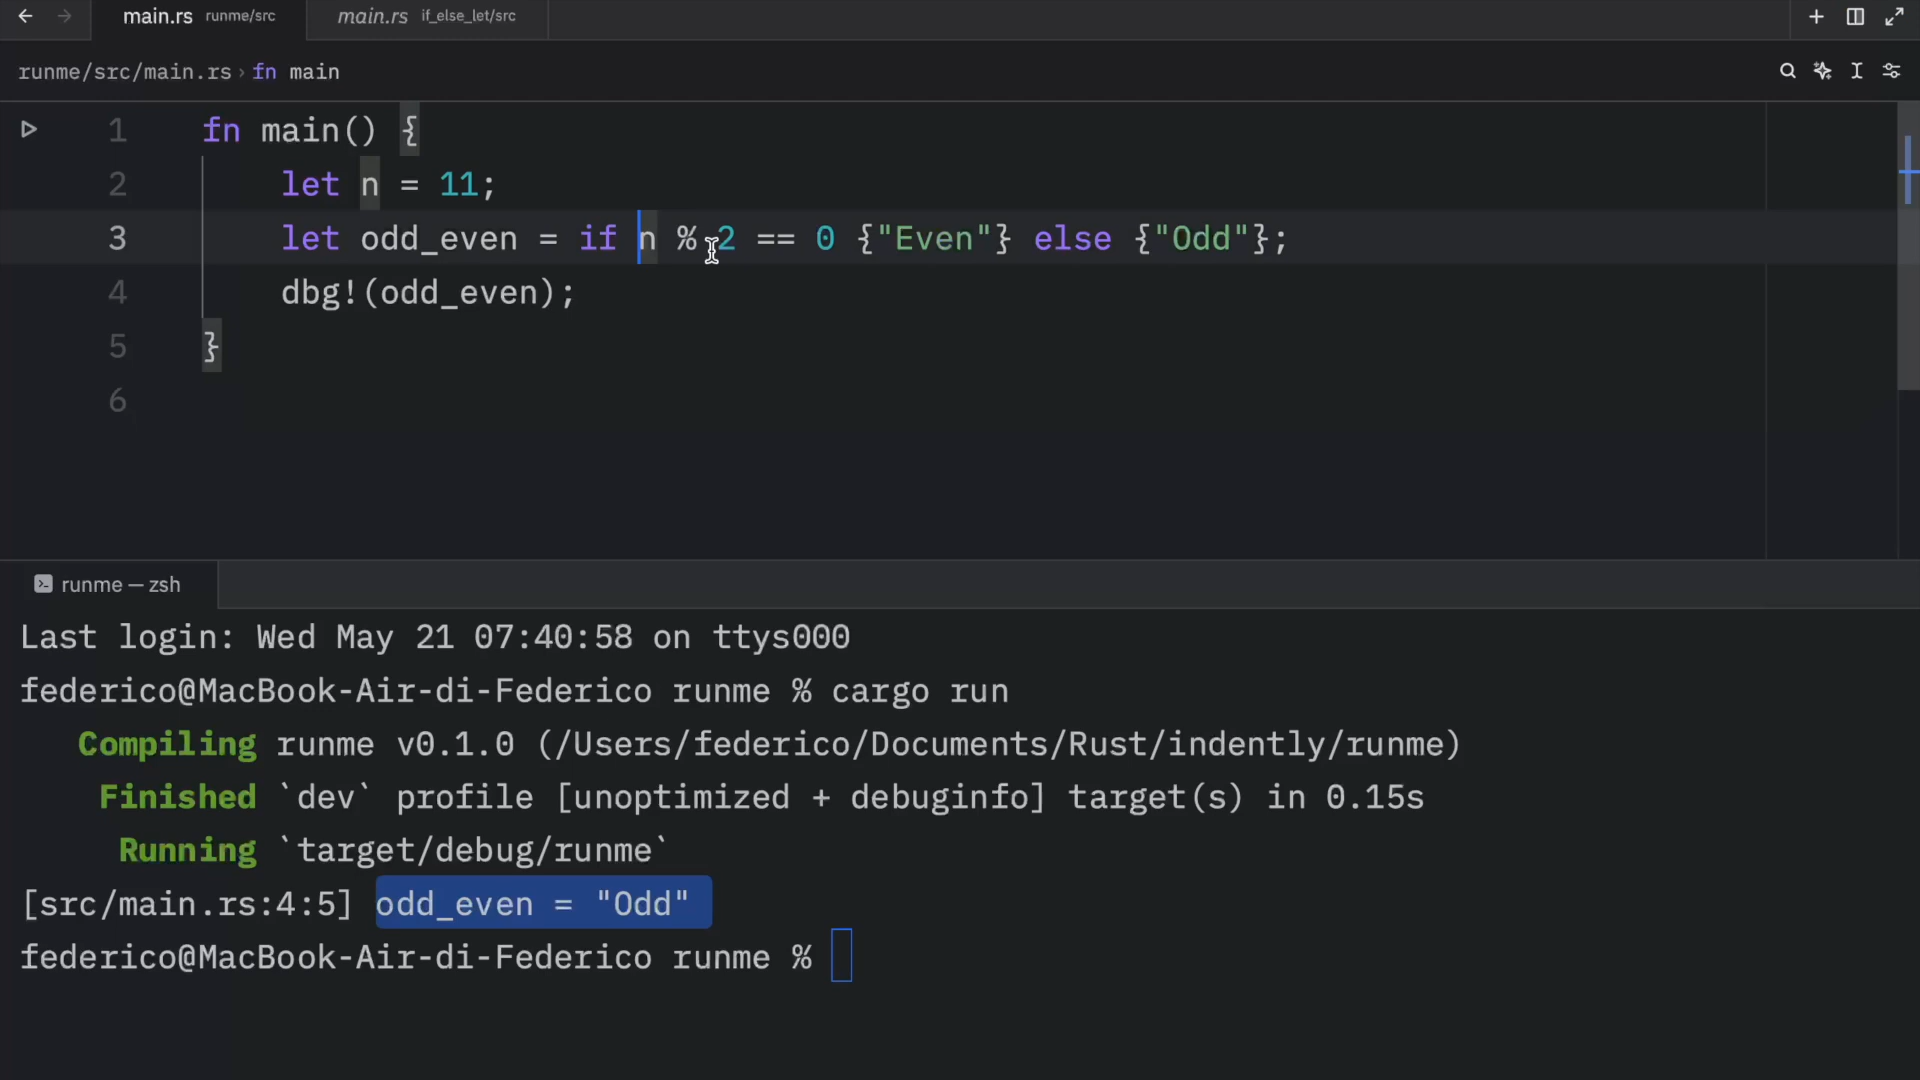 main.rs runme/src main.rs if_else_let/src
runme/src/main.rs › fn main
1 fn main() {
2 let n = 11;
3 let odd_even = if n % 2 == 0 {"Even"} else {"Odd"};
4 dbg!(odd_even);
5 }
6
runme — zsh
Last login: Wed May 21 07:40:58 on ttys000
federico@MacBook-Air-di-Federico runme % cargo run
Compiling runme v0.1.0 (/Users/federico/Documents/Rust/indently/runme)
Finished `dev` profile [unoptimized + debuginfo] target(s) in 0.15s
Running `target/debug/runme`
[src/main.rs:4:5] odd_even = "Odd"
federico@MacBook-Air-di-Federico runme %